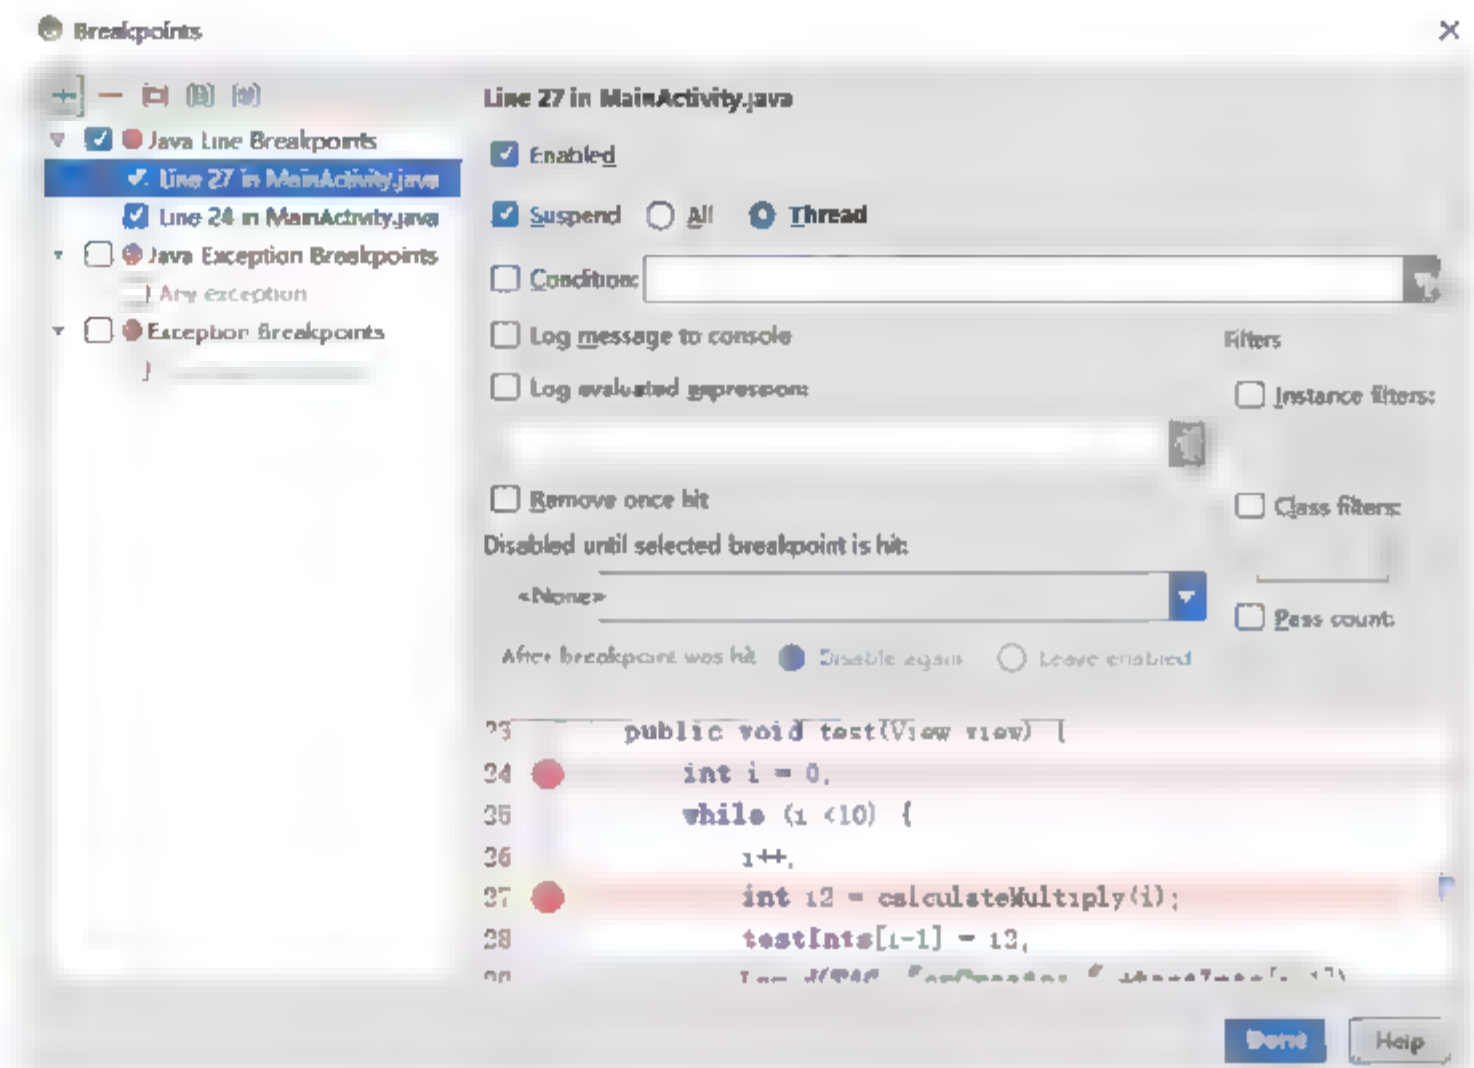 Breakpoints
Java Line Breakpoints
Line 27 in MainActivity.java
Line 24 in MainActivity.java
Java Exception Breakpoints
Any exception
Exception Breakpoints
Line 27 in MainActivity.java
Enabled
Suspend All Thread
Condition:
Log message to console
Log evaluated expression:
Remove once hit
Disabled until selected breakpoint is hit:
<None>
After breakpoint was hit Disable again Leave enabled
Filters
Instance filters:
Class filters:
Pass count:
23 public void test(View view) {
24 int i = 0;
25 while (i <10) {
26 i++;
27 int i2 = calculateMultiply(i);
28 testInts[i-1] = i2;
Done Help